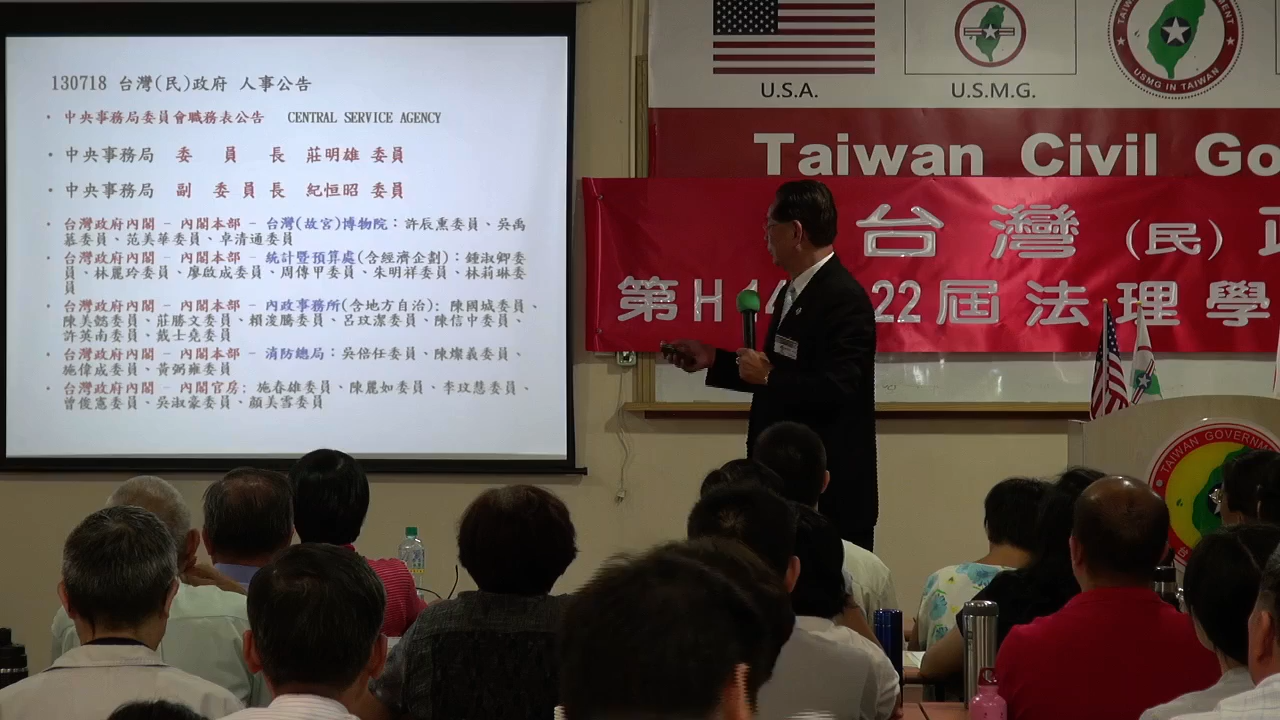 130718 台灣(民)政府 人事公告
• 中央事務局委員會職務表公告 CENTRAL SERVICE AGENCY
• 中央事務局 委 員 長 莊明雄 委員
• 中央事務局 副 委 員 長 紀恒昭 委員
• 台灣政府內閣 – 內閣本部 – 台灣(故宮)博物院：許辰熏委員、吳禹
慕委員、范美華委員、卓清通委員
• 台灣政府內閣 – 內閣本部 – 統計暨預算處(含經濟企劃)：鍾淑卿委
員、林麗玲委員、廖啟成委員、周傳甲委員、朱明祥委員、林莉琳委
員
• 台灣政府內閣 – 內閣本部 – 內政事務所(含地方自治)：陳國城委員、
陳美懿委員、莊勝文委員、賴浚騰委員、呂玟潔委員、陳信中委員、
許英南委員、戴士堯委員
• 台灣政府內閣 – 內閣本部 – 消防總局：吳倍任委員、陳燦義委員、
施偉成委員、黃弼雍委員
• 台灣政府內閣 – 內閣官房：施春雄委員、陳麗如委員、李玟慧委員、
曾俊憲委員、吳淑豪委員、顏美雪委員
U.S.A.
U.S.M.G.
USMG IN TAIWAN
Taiwan Civil Go
台灣(民)政
第H 22屆法理學
TAIWAN GOVERNM